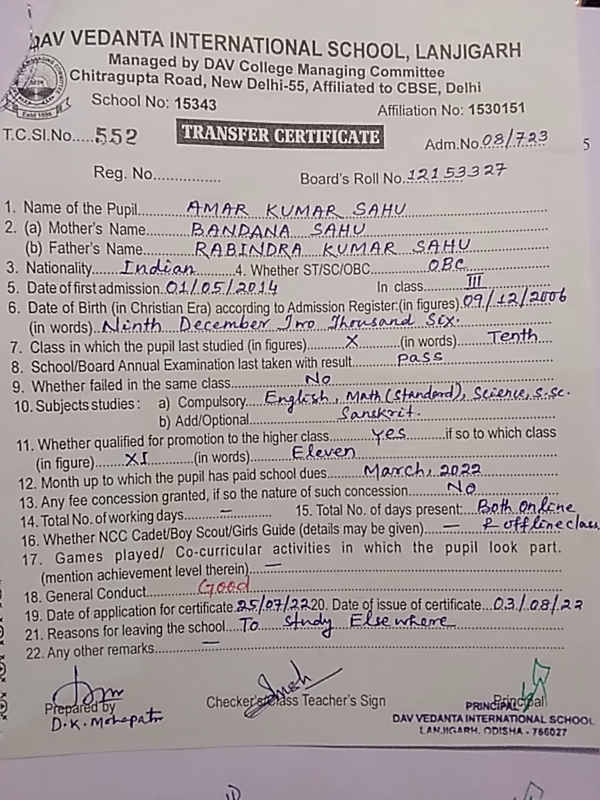 DAV VEDANTA INTERNATIONAL SCHOOL, LANJIGARH
Managed by DAV College Managing Committee
Chitragupta Road, New Delhi-55, Affiliated to CBSE, Delhi
School No: 15343 Affiliation No: 1530151
T.C.SI.No.....552 TRANSFER CERTIFICATE Adm.No.08/723
5
Reg. No............... Board's Roll No.12153327
1. Name of the Pupil....AMAR KUMAR SAHU
2. (a) Mother's Name....BANDANA SAHU
(b) Father's Name....RABINDRA KUMAR SAHU
3. Nationality....Indian....4. Whether ST/SC/OBC....OBC
5. Date of first admission.01/05/2014 In class....III
6. Date of Birth (in Christian Era) according to Admission Register:(in figures).09/12/2006
(in words)..Ninth December Two Thousand Six.
7. Class in which the pupil last studied (in figures)....X....(in words)....Tenth
8. School/Board Annual Examination last taken with result....pass
9. Whether failed in the same class....No
10. Subjects studies : a) Compulsory....English, Math(Standard), Science, S.Sc.
b) Add/Optional....Sanskrit.
11. Whether qualified for promotion to the higher class....yes....if so to which class
(in figure)....XI....(in words)....Eleven
12. Month up to which the pupil has paid school dues....March, 2022
13. Any fee concession granted, if so the nature of such concession....No
14. Total No. of working days....— 15. Total No. of days present: Both online
16. Whether NCC Cadet/Boy Scout/Girls Guide (details may be given)....— & offline class
17. Games played/ Co-curricular activities in which the pupil look part.
(mention achievement level therein)....—
18. General Conduct....Good
19. Date of application for certificate.25/07/22 20. Date of issue of certificate...03/08/22
21. Reasons for leaving the school....To study Elsewhere
22. Any other remarks....—
Prepared by Checker's Class Teacher's Sign Principal
D.K. Mohapatra PRINCIPAL
DAV VEDANTA INTERNATIONAL SCHOOL
LANJIGARH, ODISHA - 766027